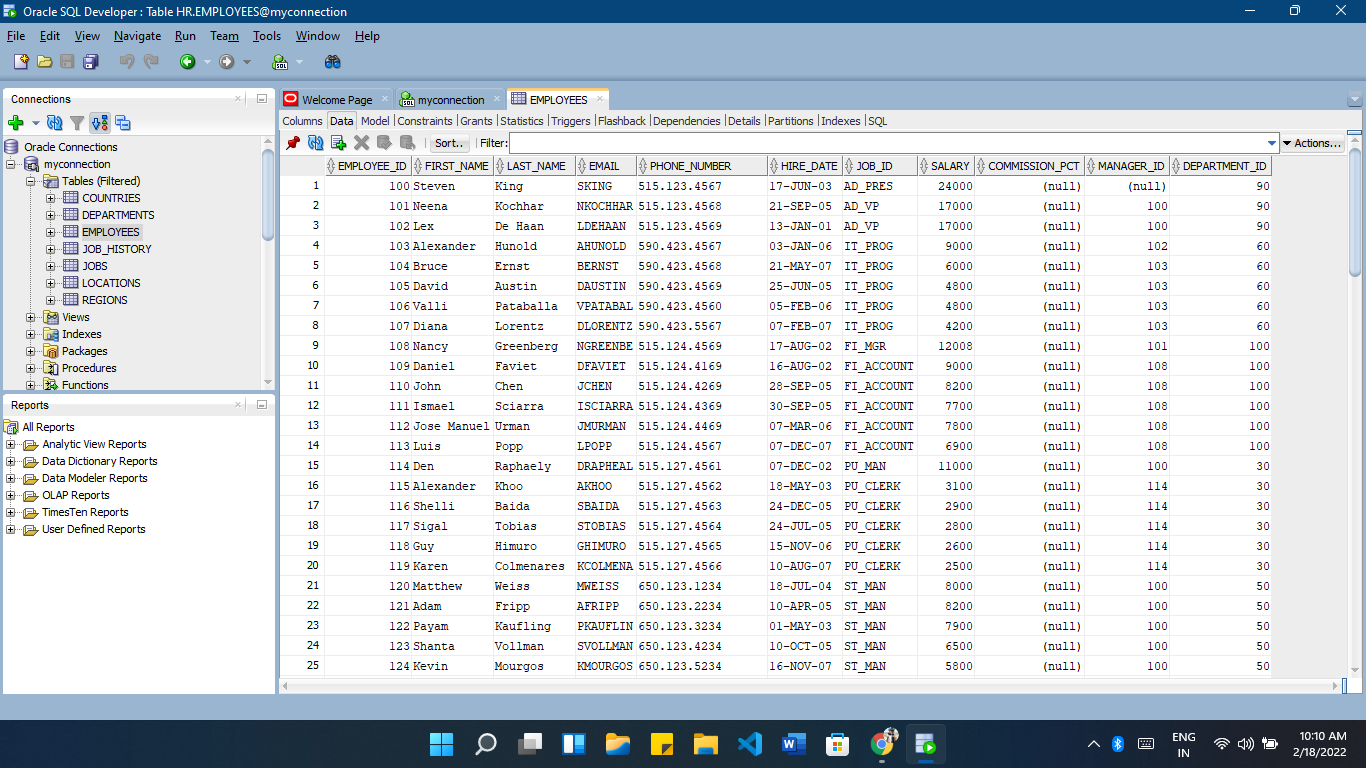 Oracle SQL Developer : Table HR.EMPLOYEES@myconnection
File Edit View Navigate Run Team Tools Window Help
Connections
Oracle Connections
myconnection
Tables (Filtered)
COUNTRIES
DEPARTMENTS
EMPLOYEES
JOB_HISTORY
JOBS
LOCATIONS
REGIONS
Views
Indexes
Packages
Procedures
Functions
Reports
All Reports
Analytic View Reports
Data Dictionary Reports
Data Modeler Reports
OLAP Reports
TimesTen Reports
User Defined Reports
Welcome Page myconnection EMPLOYEES
Columns Data Model Constraints Grants Statistics Triggers Flashback Dependencies Details Partitions Indexes SQL
Sort.. Filter: Actions...
EMPLOYEE_ID FIRST_NAME LAST_NAME EMAIL PHONE_NUMBER HIRE_DATE JOB_ID SALARY COMMISSION_PCT MANAGER_ID DEPARTMENT_ID
1 100 Steven King SKING 515.123.4567 17-JUN-03 AD_PRES 24000 (null) (null) 90
2 101 Neena Kochhar NKOCHHAR 515.123.4568 21-SEP-05 AD_VP 17000 (null) 100 90
3 102 Lex De Haan LDEHAAN 515.123.4569 13-JAN-01 AD_VP 17000 (null) 100 90
4 103 Alexander Hunold AHUNOLD 590.423.4567 03-JAN-06 IT_PROG 9000 (null) 102 60
5 104 Bruce Ernst BERNST 590.423.4568 21-MAY-07 IT_PROG 6000 (null) 103 60
6 105 David Austin DAUSTIN 590.423.4569 25-JUN-05 IT_PROG 4800 (null) 103 60
7 106 Valli Pataballa VPATABAL 590.423.4560 05-FEB-06 IT_PROG 4800 (null) 103 60
8 107 Diana Lorentz DLORENTZ 590.423.5567 07-FEB-07 IT_PROG 4200 (null) 103 60
9 108 Nancy Greenberg NGREENBE 515.124.4569 17-AUG-02 FI_MGR 12008 (null) 101 100
10 109 Daniel Faviet DFAVIET 515.124.4169 16-AUG-02 FI_ACCOUNT 9000 (null) 108 100
11 110 John Chen JCHEN 515.124.4269 28-SEP-05 FI_ACCOUNT 8200 (null) 108 100
12 111 Ismael Sciarra ISCIARRA 515.124.4369 30-SEP-05 FI_ACCOUNT 7700 (null) 108 100
13 112 Jose Manuel Urman JMURMAN 515.124.4469 07-MAR-06 FI_ACCOUNT 7800 (null) 108 100
14 113 Luis Popp LPOPP 515.124.4567 07-DEC-07 FI_ACCOUNT 6900 (null) 108 100
15 114 Den Raphaely DRAPHEAL 515.127.4561 07-DEC-02 PU_MAN 11000 (null) 100 30
16 115 Alexander Khoo AKHOO 515.127.4562 18-MAY-03 PU_CLERK 3100 (null) 114 30
17 116 Shelli Baida SBAIDA 515.127.4563 24-DEC-05 PU_CLERK 2900 (null) 114 30
18 117 Sigal Tobias STOBIAS 515.127.4564 24-JUL-05 PU_CLERK 2800 (null) 114 30
19 118 Guy Himuro GHIMURO 515.127.4565 15-NOV-06 PU_CLERK 2600 (null) 114 30
20 119 Karen Colmenares KCOLMENA 515.127.4566 10-AUG-07 PU_CLERK 2500 (null) 114 30
21 120 Matthew Weiss MWEISS 650.123.1234 18-JUL-04 ST_MAN 8000 (null) 100 50
22 121 Adam Fripp AFRIPP 650.123.2234 10-APR-05 ST_MAN 8200 (null) 100 50
23 122 Payam Kaufling PKAUFLIN 650.123.3234 01-MAY-03 ST_MAN 7900 (null) 100 50
24 123 Shanta Vollman SVOLLMAN 650.123.4234 10-OCT-05 ST_MAN 6500 (null) 100 50
25 124 Kevin Mourgos KMOURGOS 650.123.5234 16-NOV-07 ST_MAN 5800 (null) 100 50
ENG 10:10 AM
IN 2/18/2022